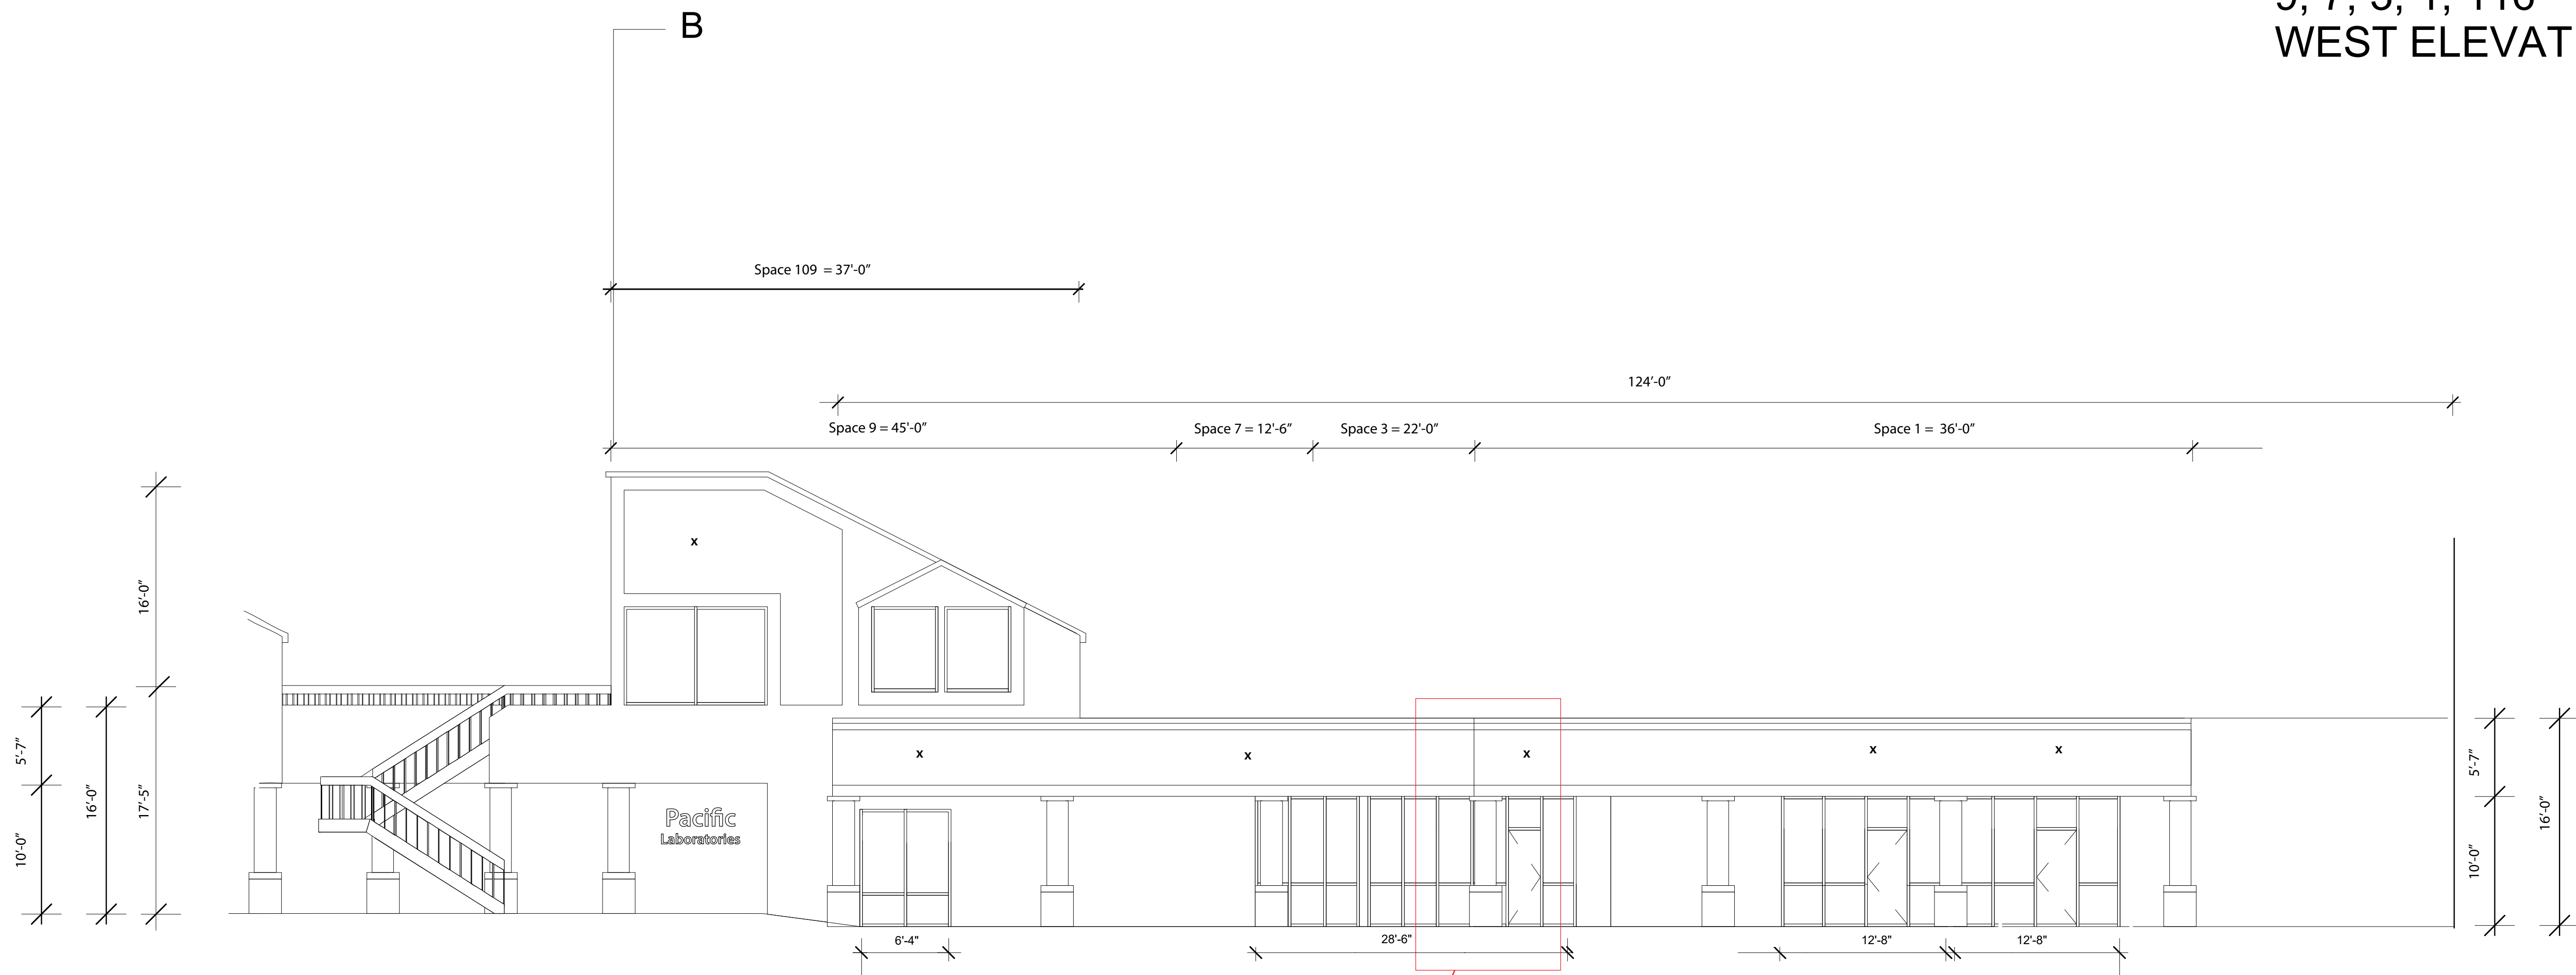 B
WEST ELEVAT
Space 109 = 37'-0"
124'-0"
Space 9 = 45'-0"
Space 7 = 12'-6"
Space 3 = 22'-0"
Space 1 = 36'-0"
x
16'-0"
5'-7"
16'-0"
17'-5"
10'-0"
x
x
x
x
x
Pacific
Laboratories
5'-7"
16'-0"
10'-0"
6'-4"
28'-6"
12'-8"
12'-8"